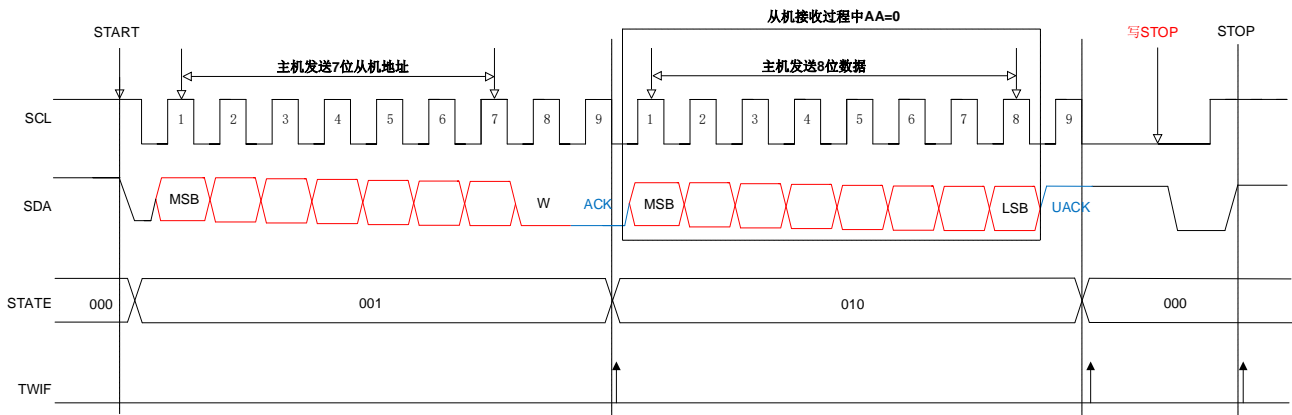 从机接收过程中AA=0
START
写STOP
STOP
主机发送7位从机地址
主机发送8位数据
SCL
1 2 3 4 5 6 7 8 9 1 2 3 4 5 6 7 8 9
SDA
MSB W ACK MSB LSB UACK
STATE
000 001 010 000
TWIF